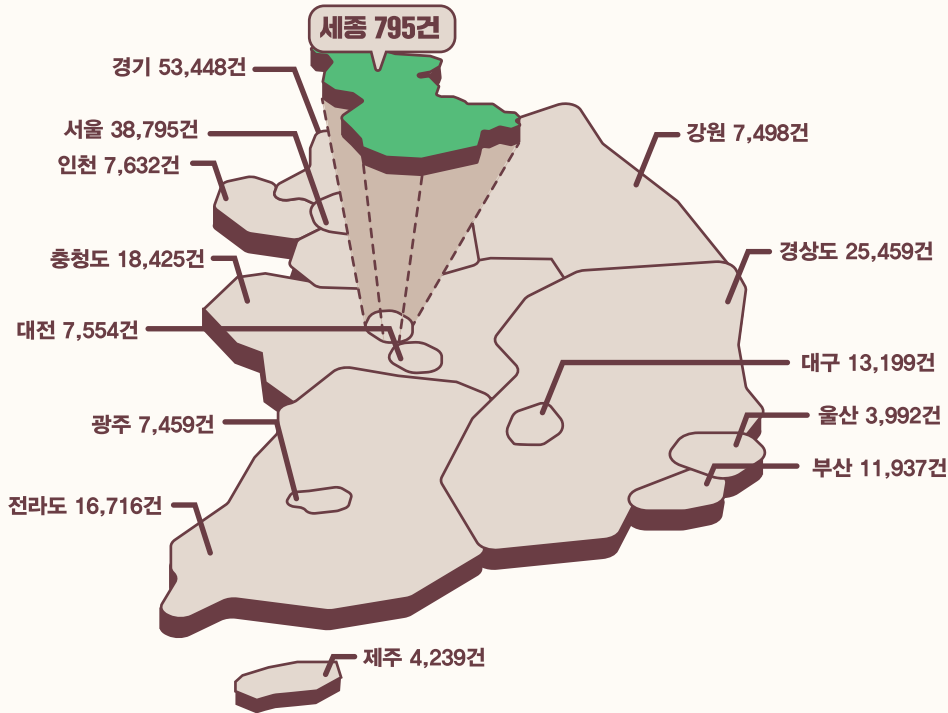 세종 795건
경기 53,448건
서울 38,795건
강원 7,498건
인천 7,632건
경상도 25,459건
충청도 18,425건
대전 7,554건
대구 13,199건
울산 3,992건
광주 7,459건
부산 11,937건
전라도 16,716건
제주 4,239건